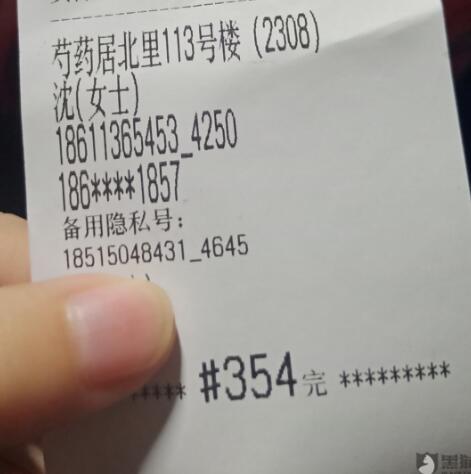 芍药居北里113号楼 (2308)
沈(女士)
18611365453_4250
186****1857
备用隐私号:
18515048431_4645
***** #354完 *********